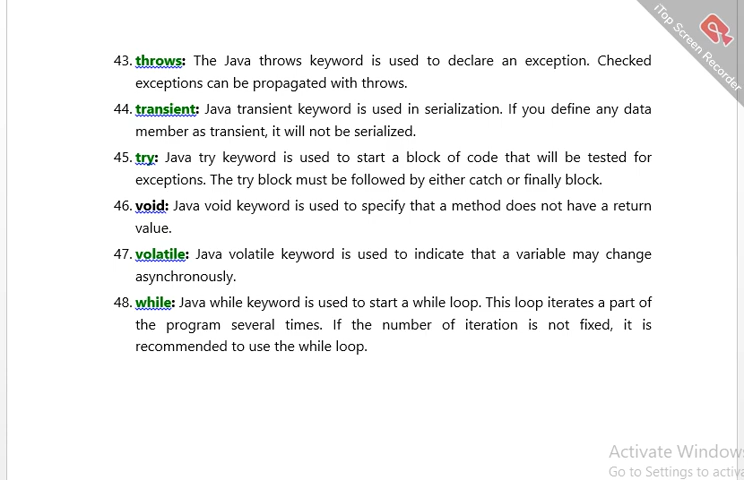 iTop Screen Recorder
43. throws: The Java throws keyword is used to declare an exception. Checked
exceptions can be propagated with throws.
44. transient: Java transient keyword is used in serialization. If you define any data
member as transient, it will not be serialized.
45. try: Java try keyword is used to start a block of code that will be tested for
exceptions. The try block must be followed by either catch or finally block.
46. void: Java void keyword is used to specify that a method does not have a return
value.
47. volatile: Java volatile keyword is used to indicate that a variable may change
asynchronously.
48. while: Java while keyword is used to start a while loop. This loop iterates a part of
the program several times. If the number of iteration is not fixed, it is
recommended to use the while loop.
Activate Window
Go to Settings to activa